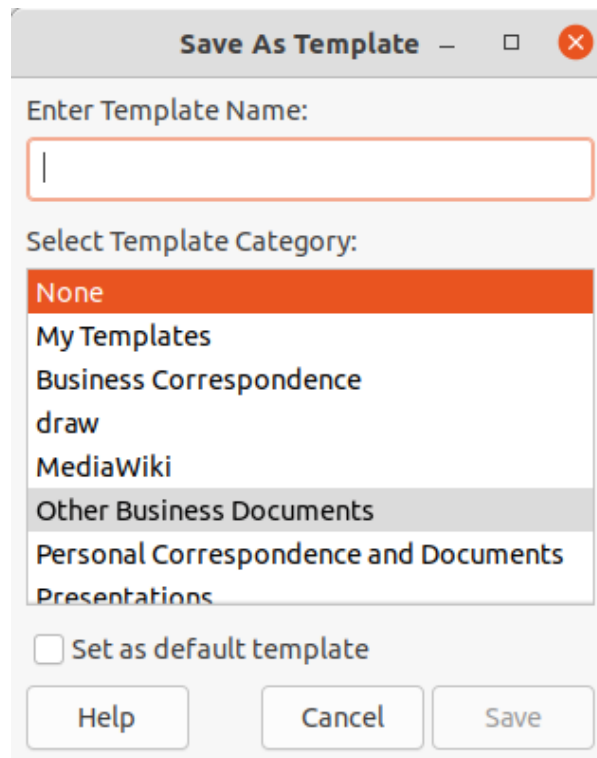 Save As Template
Enter Template Name:
Select Template Category:
None
My Templates
Business Correspondence
draw
MediaWiki
Other Business Documents
Personal Correspondence and Documents
Presentations
Set as default template
Help Cancel Save